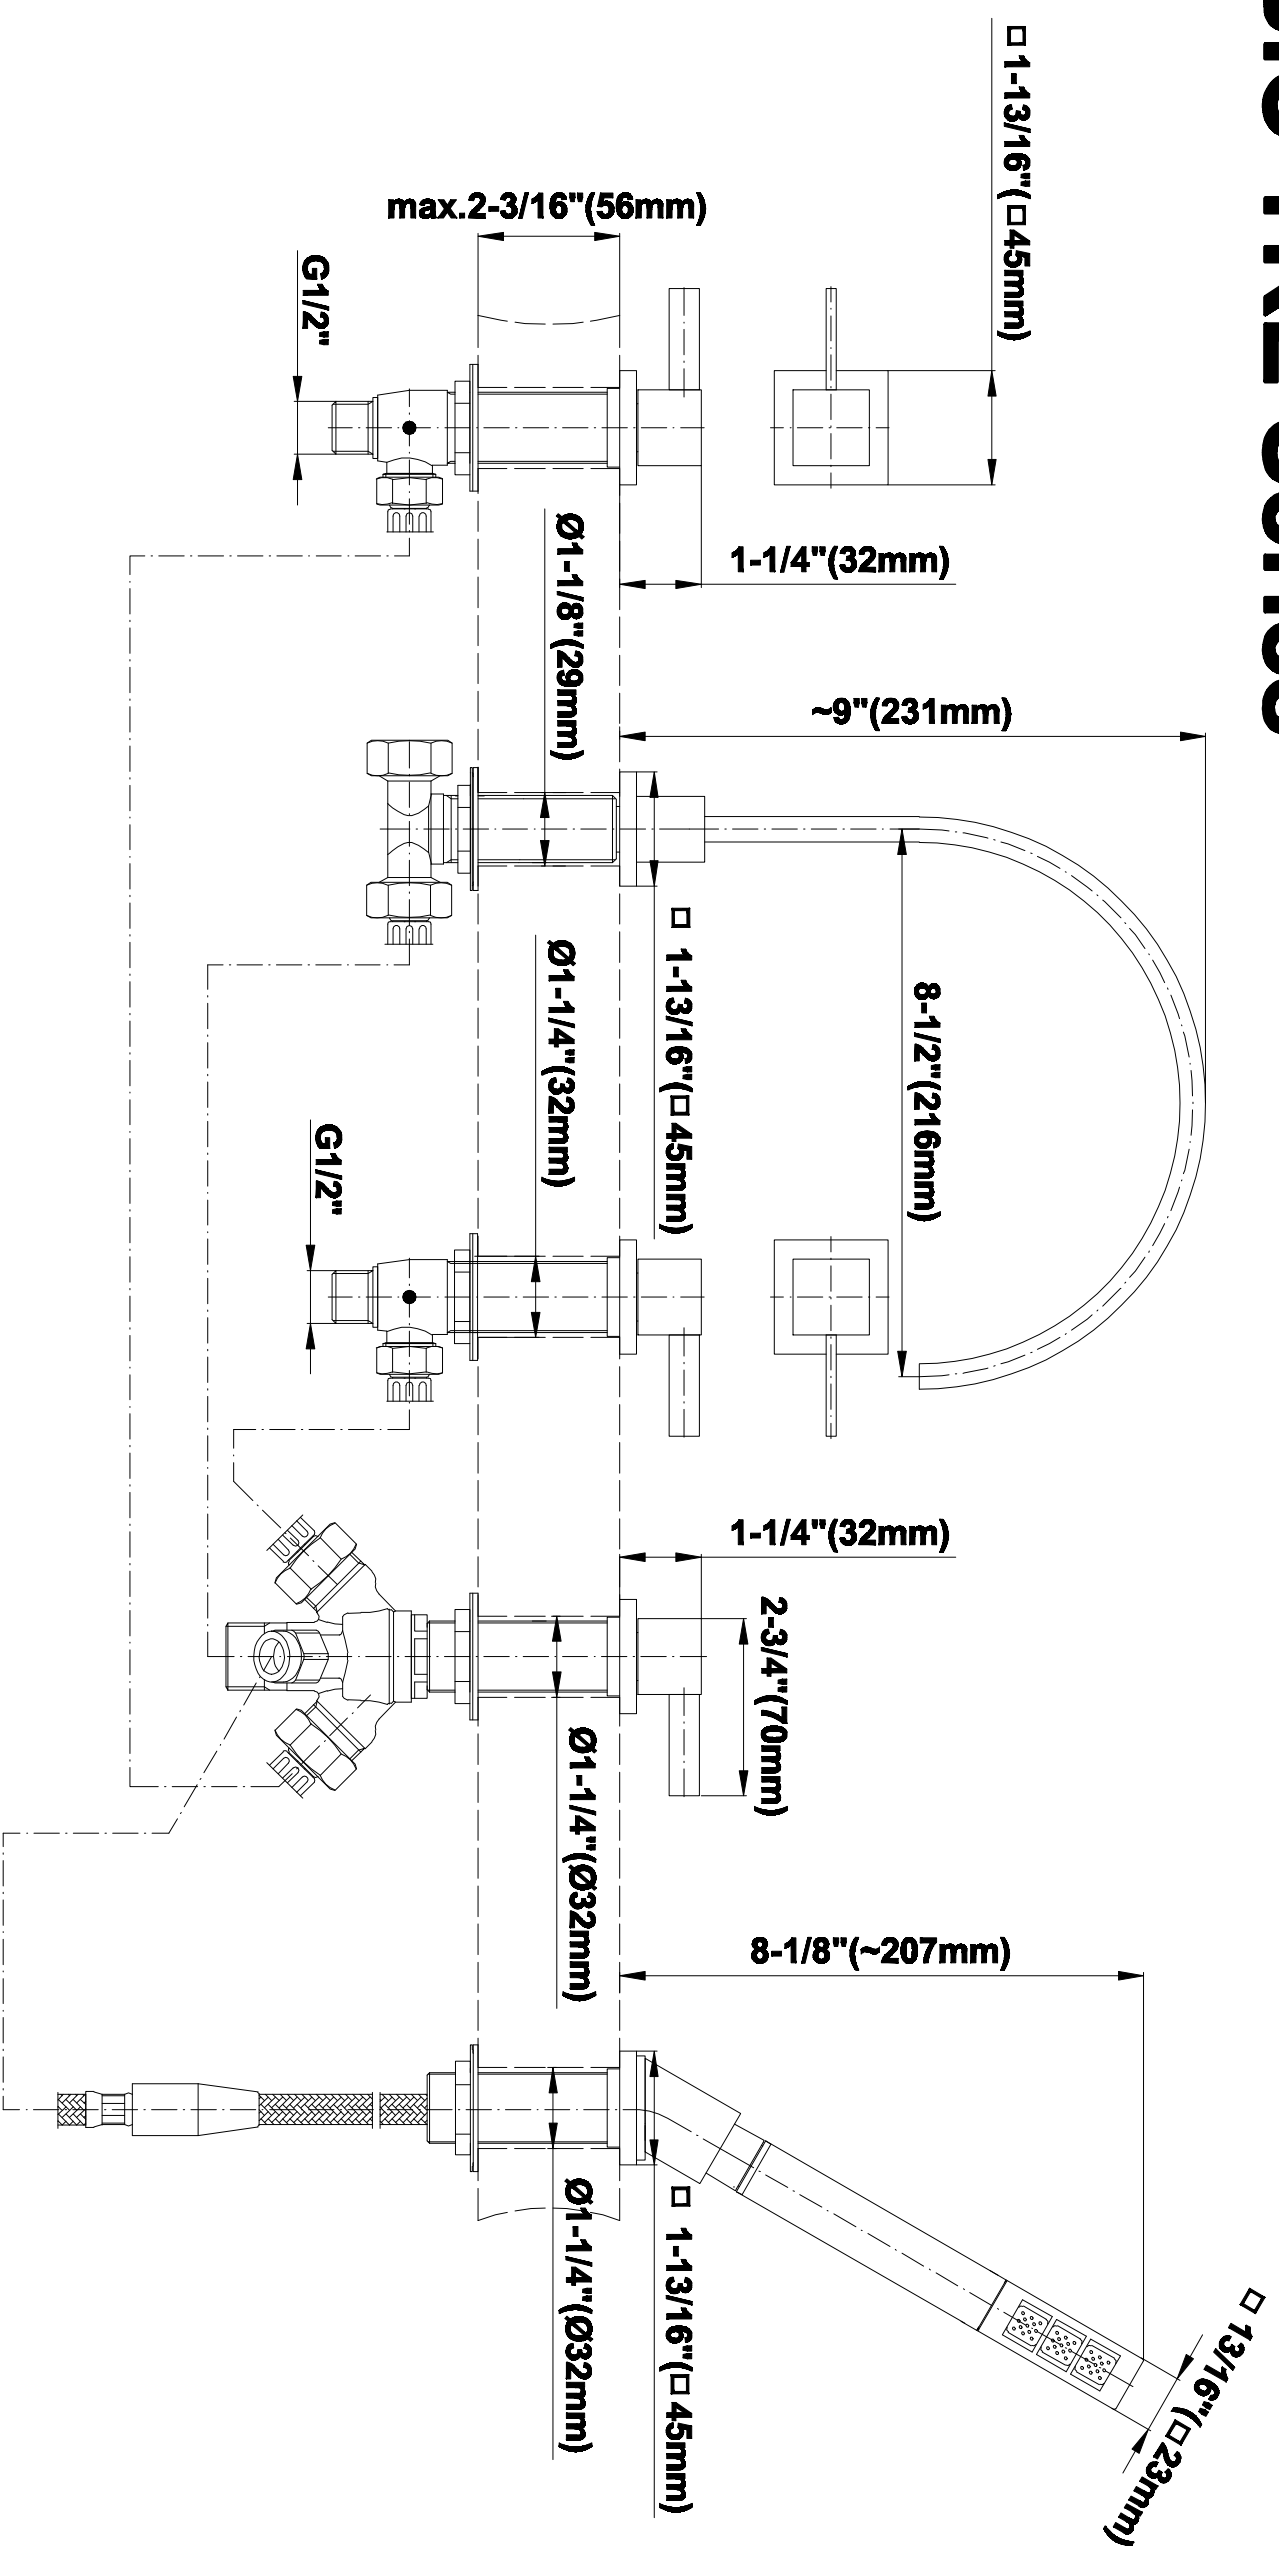 □ 1-13/16"(□45mm)
max.2-3/16"(56mm)
G1/2"
1-1/4"(32mm)
Ø1-1/8"(29mm)
~9"(231mm)
□ 1-13/16"(□45mm)
8-1/2"(216mm)
Ø1-1/4"(32mm)
G1/2"
1-1/4"(32mm)
2-3/4"(70mm)
Ø1-1/4"(Ø32mm)
8-1/8"(~207mm)
Ø1-1/4"(Ø32mm)
□ 1-13/16"(□45mm)
□ 13/16"(□23mm)